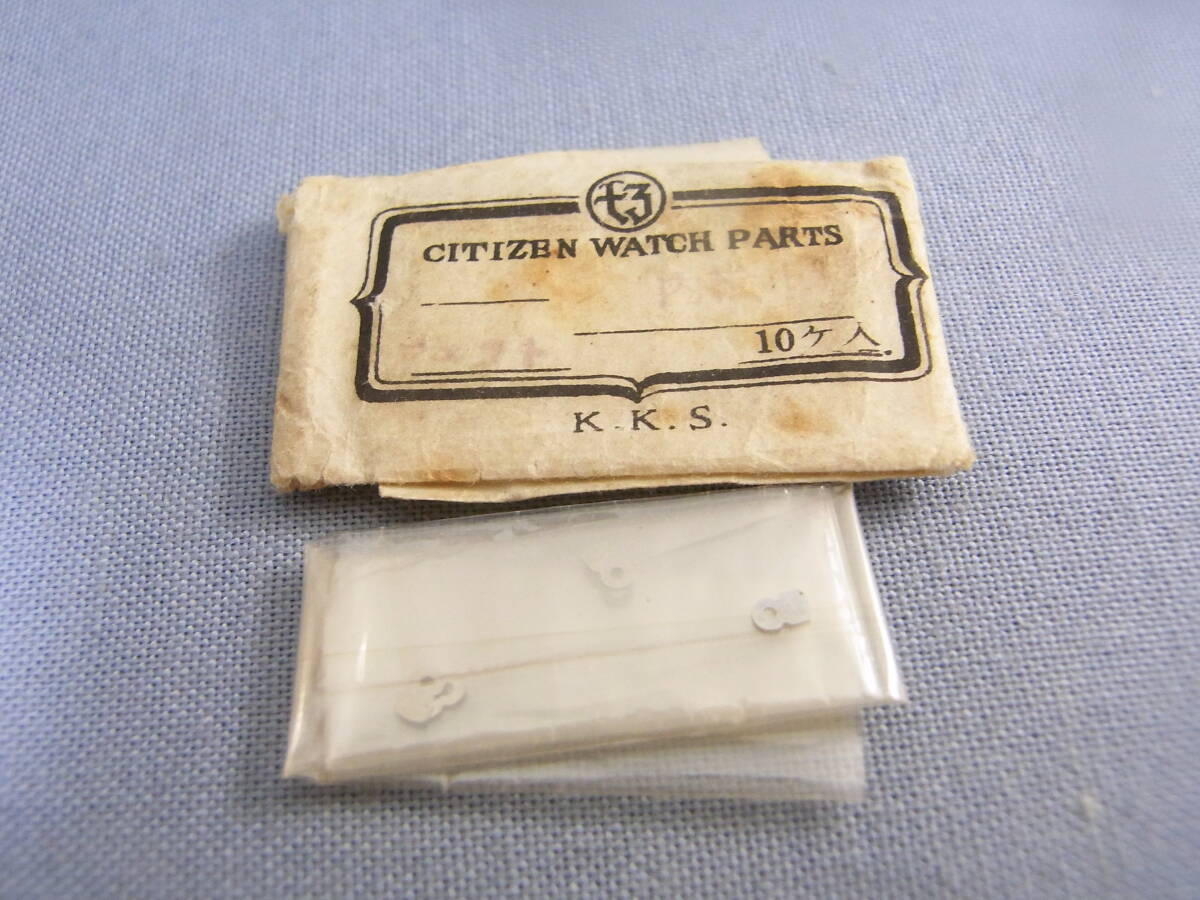 CITIZEN WATCH PARTS
10ケ入
K.K.S.